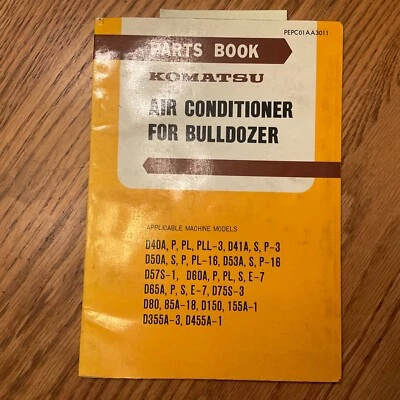 PEPC01AA3011
PARTS BOOK
KOMATSU
AIR CONDITIONER
FOR BULLDOZER
APPLICABLE MACHINE MODELS
D40A, P, PL, PLL-3, D41A, S, P-3
D50A, S, P, PL-16, D53A, S, P-16
D57S-1, D60A, P, PL, S, E-7
D65A, P, S, E-7, D75S-3
D80, 85A-18, D150, 155A-1
D355A-3, D455A-1